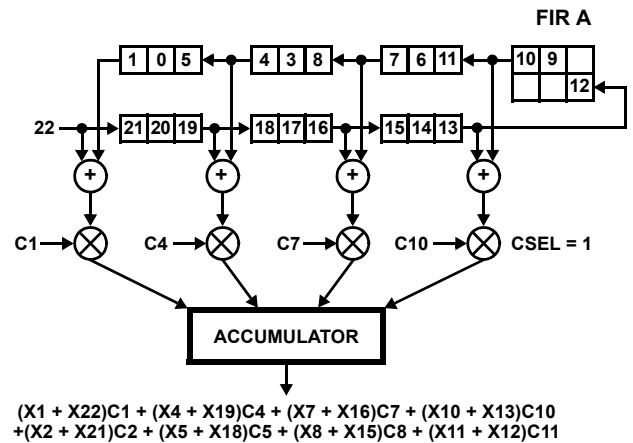 FIR A
1 0 5 4 3 8 7 6 11 10 9
12
22 21 20 19 18 17 16 15 14 13
+ + + +
C1 C4 C7 C10 CSEL = 1
ACCUMULATOR
(X1 + X22)C1 + (X4 + X19)C4 + (X7 + X16)C7 + (X10 + X13)C10
+(X2 + X21)C2 + (X5 + X18)C5 + (X8 + X15)C8 + (X11 + X12)C11